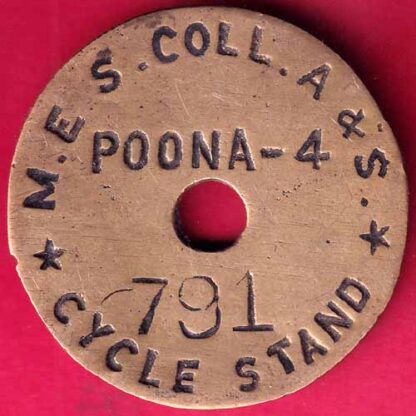 M.E.S.COLL.A&S.
POONA-4
791
★ CYCLE STAND ★